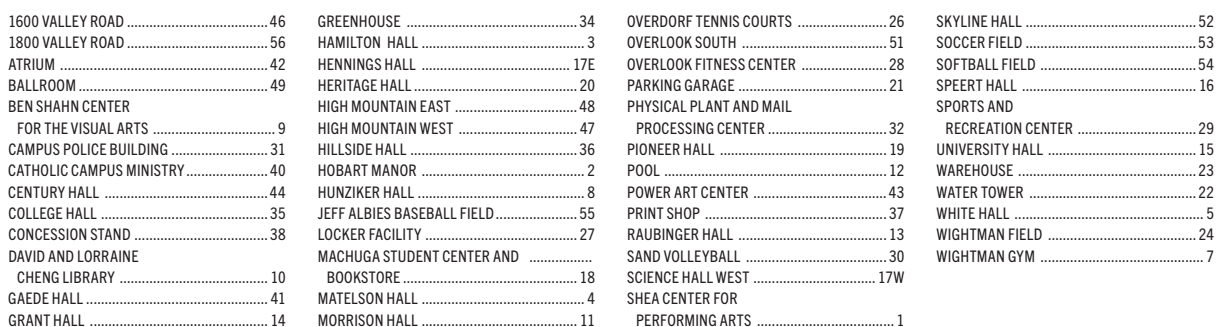 1600 VALLEY ROAD ........ 46
1800 VALLEY ROAD ........ 56
ATRIUM ........ 42
BALLROOM ........ 49
BEN SHAHN CENTER
FOR THE VISUAL ARTS ........ 9
CAMPUS POLICE BUILDING ........ 31
CATHOLIC CAMPUS MINISTRY ........ 40
CENTURY HALL ........ 44
COLLEGE HALL ........ 35
CONCESSION STAND ........ 38
DAVID AND LORRAINE
CHENG LIBRARY ........ 10
GAEDE HALL ........ 41
GRANT HALL ........ 14
GREENHOUSE ........ 34
HAMILTON HALL ........ 3
HENNINGS HALL ........ 17E
HERITAGE HALL ........ 20
HIGH MOUNTAIN EAST ........ 48
HIGH MOUNTAIN WEST ........ 47
HILLSIDE HALL ........ 36
HOBART MANOR ........ 2
HUNZIKER HALL ........ 8
JEFF ALBIES BASEBALL FIELD ........ 55
LOCKER FACILITY ........ 27
MACHUGA STUDENT CENTER AND ........
BOOKSTORE ........ 18
MATELSON HALL ........ 4
MORRISON HALL ........ 11
OVERDORF TENNIS COURTS ........ 26
OVERLOOK SOUTH ........ 51
OVERLOOK FITNESS CENTER ........ 28
PARKING GARAGE ........ 21
PHYSICAL PLANT AND MAIL
PROCESSING CENTER ........ 32
PIONEER HALL ........ 19
POOL ........ 12
POWER ART CENTER ........ 43
PRINT SHOP ........ 37
RAUBINGER HALL ........ 13
SAND VOLLEYBALL ........ 30
SCIENCE HALL WEST ........ 17W
SHEA CENTER FOR
PERFORMING ARTS ........ 1
SKYLINE HALL ........ 52
SOCCER FIELD ........ 53
SOFTBALL FIELD ........ 54
SPEERT HALL ........ 16
SPORTS AND
RECREATION CENTER ........ 29
UNIVERSITY HALL ........ 15
WAREHOUSE ........ 23
WATER TOWER ........ 22
WHITE HALL ........ 5
WIGHTMAN FIELD ........ 24
WIGHTMAN GYM ........ 7